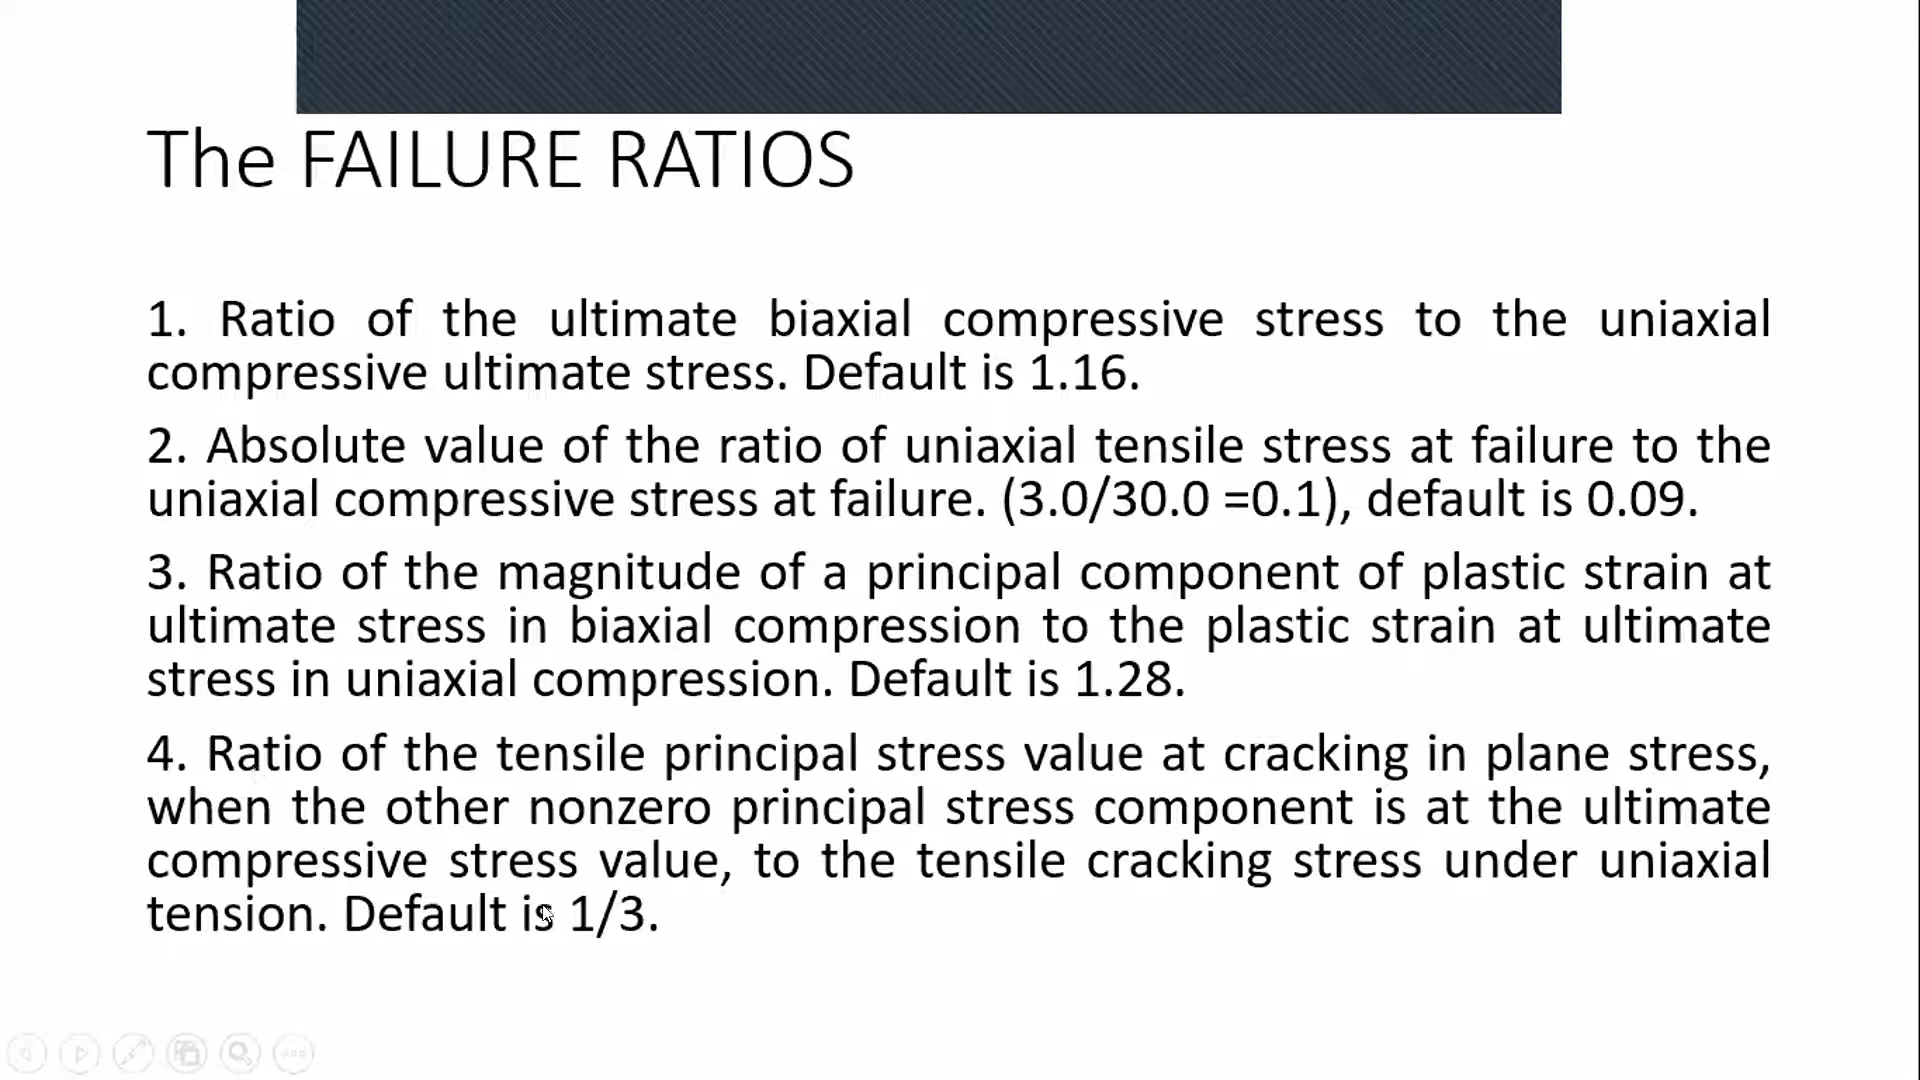 The FAILURE RATIOS
1. Ratio of the ultimate biaxial compressive stress to the uniaxial
compressive ultimate stress. Default is 1.16.
2. Absolute value of the ratio of uniaxial tensile stress at failure to the
uniaxial compressive stress at failure. (3.0/30.0 =0.1), default is 0.09.
3. Ratio of the magnitude of a principal component of plastic strain at
ultimate stress in biaxial compression to the plastic strain at ultimate
stress in uniaxial compression. Default is 1.28.
4. Ratio of the tensile principal stress value at cracking in plane stress,
when the other nonzero principal stress component is at the ultimate
compressive stress value, to the tensile cracking stress under uniaxial
tension. Default is 1/3.